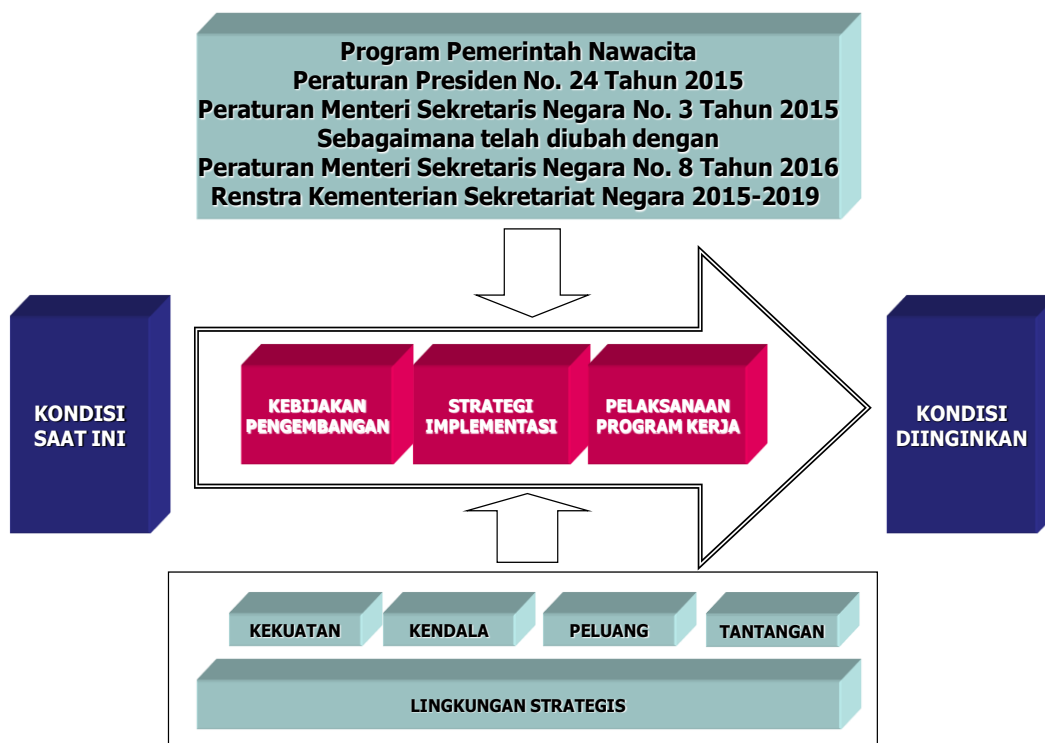 Program Pemerintah Nawacita
Peraturan Presiden No. 24 Tahun 2015
Peraturan Menteri Sekretaris Negara No. 3 Tahun 2015
Sebagaimana telah diubah dengan
Peraturan Menteri Sekretaris Negara No. 8 Tahun 2016
Renstra Kementerian Sekretariat Negara 2015-2019
KONDISI
SAAT INI
KEBIJAKAN
PENGEMBANGAN
STRATEGI
IMPLEMENTASI
PELAKSANAAN
PROGRAM KERJA
KONDISI
DIINGINKAN
KEKUATAN
KENDALA
PELUANG
TANTANGAN
LINGKUNGAN STRATEGIS